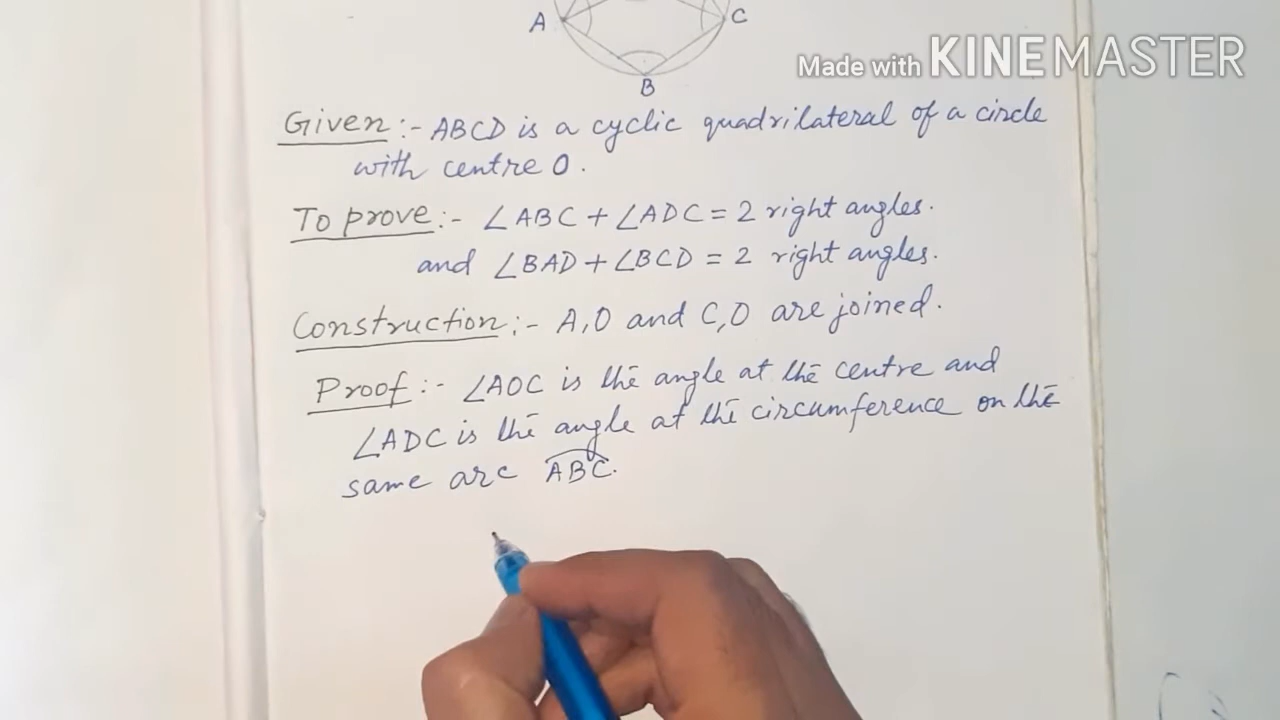 A
C
Made with KINEMASTER
B
Given:- ABCD is a cyclic quadrilateral of a circle
with centre O.
To prove:- ∠ABC + ∠ADC = 2 right angles.
and ∠BAD + ∠BCD = 2 right angles.
Construction:- A,O and C,O are joined.
Proof:- ∠AOC is the angle at the centre and
∠ADC is the angle at the circumference on the
same arc A͡BC.